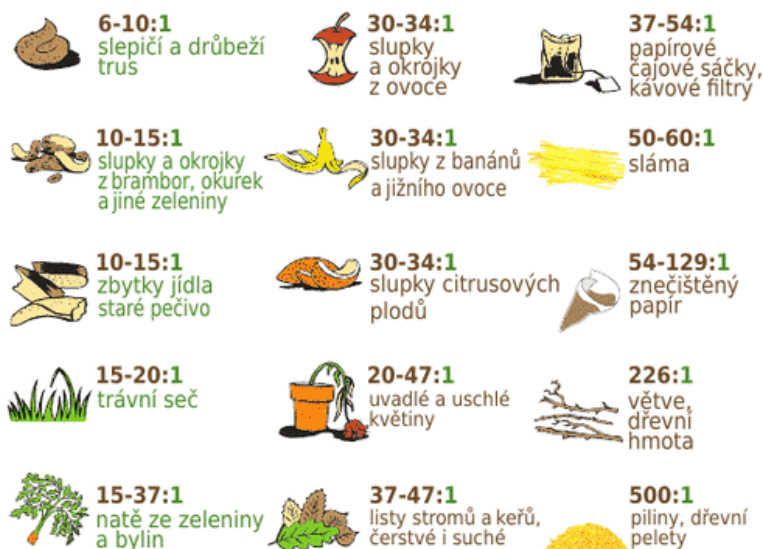 6-10:1
slepičí a drůbeží
trus
30-34:1
slupky
a okrojky
z ovoce
37-54:1
papírové
čajové sáčky,
kávové filtry
10-15:1
slupky a okrojky
z brambor, okurek
a jiné zeleniny
30-34:1
slupky z banánů
a jižního ovoce
50-60:1
sláma
10-15:1
zbytky jídla
staré pečivo
30-34:1
slupky citrusových
plodů
54-129:1
znečištěný
papír
15-20:1
trávní seč
20-47:1
uvadlé a uschlé
květiny
226:1
větve,
dřevní
hmota
15-37:1
natě ze zeleniny
a bylin
37-47:1
listy stromů a keřů,
čerstvé i suché
500:1
piliny, dřevní
pelety